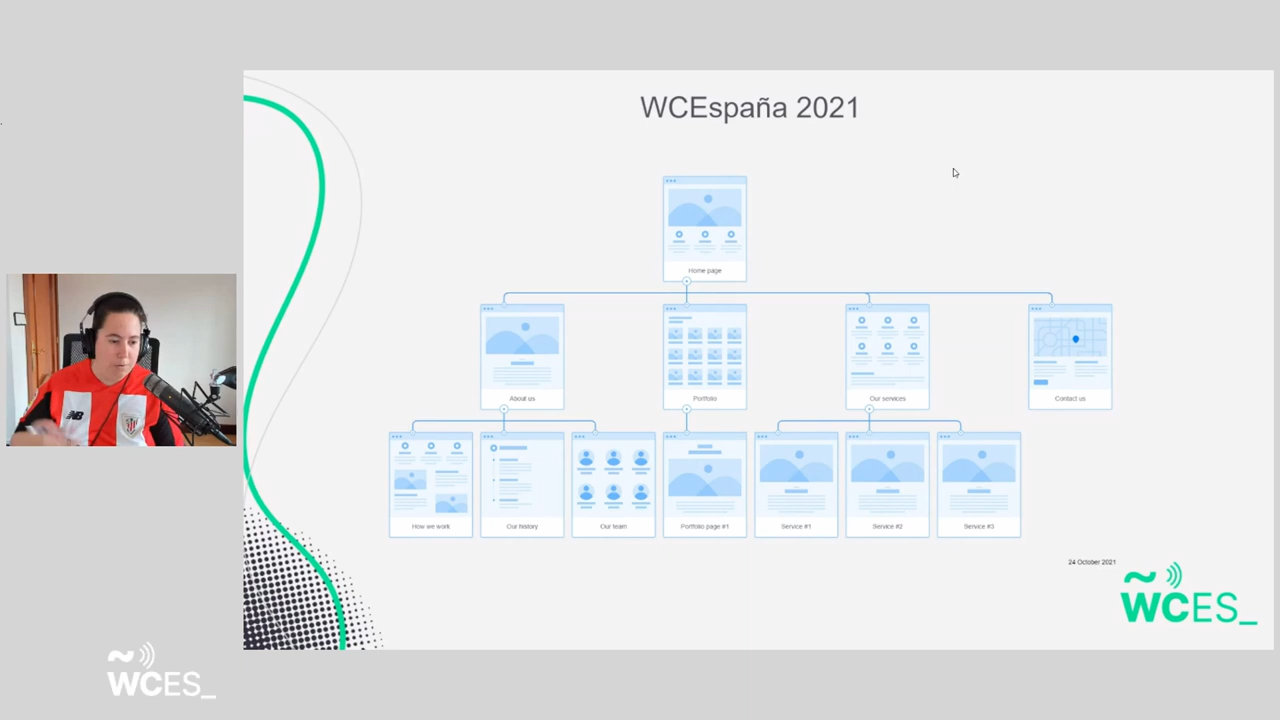 WCEspaña 2021
Home page
About us
Portfolio
Our services
Contact us
How we work
Our history
Our team
Portfolio page #1
Service #1
Service #2
Service #3
24 October 2021
WCES_
NB
WCES_